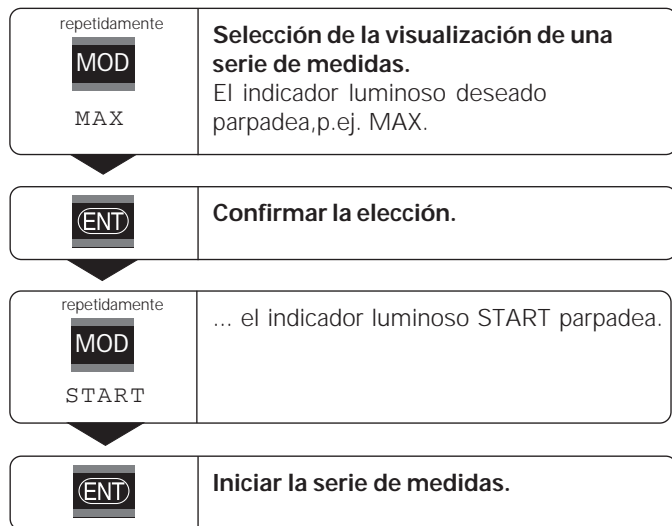 repetidamente
MOD
MAX
Selección de la visualización de una
serie de medidas.
El indicador luminoso deseado
parpadea,p.ej. MAX.
ENT
Confirmar la elección.
repetidamente
MOD
START
... el indicador luminoso START parpadea.
ENT
Iniciar la serie de medidas.